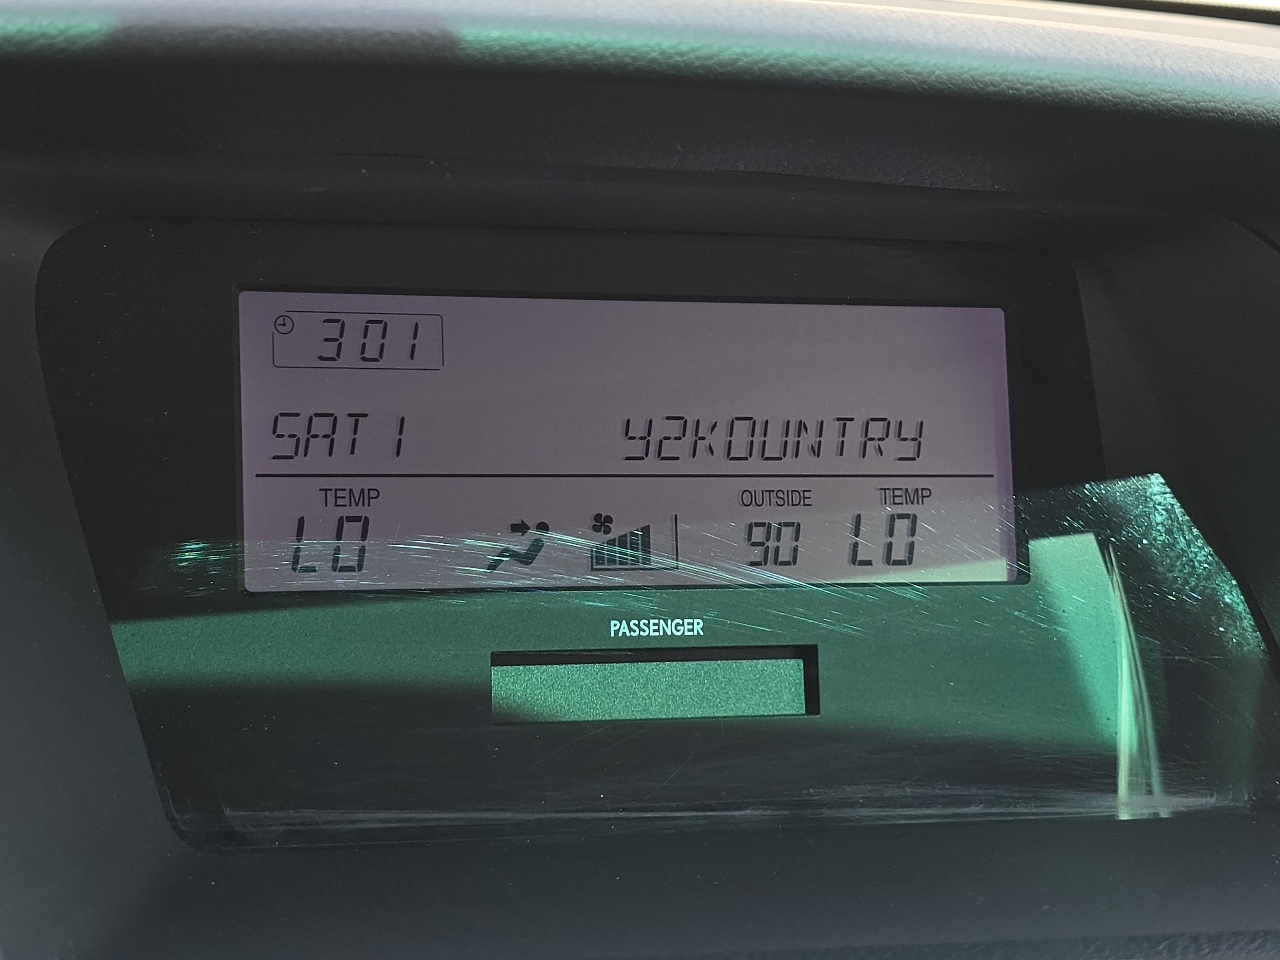 301
SAT1 Y2KOUNTRY
TEMP OUTSIDE TEMP
LO 90 LO
PASSENGER